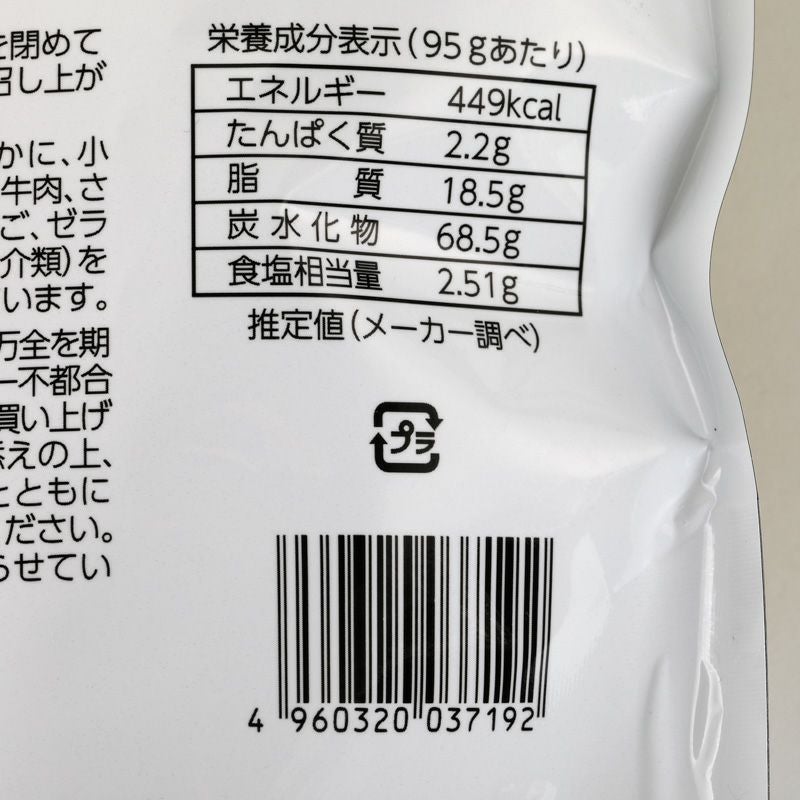 を閉めて
召し上が
かに、小
牛肉、さ
ご、ゼラ
介類)を
います。
万全を期
一不都合
買い上げ
添えの上、
とともに
ください。
らせてい
栄養成分表示(95gあたり)
エネルギー 449kcal
たんぱく質 2.2g
脂質 18.5g
炭水化物 68.5g
食塩相当量 2.51g
推定値(メーカー調べ)
プラ
4 960320 037192